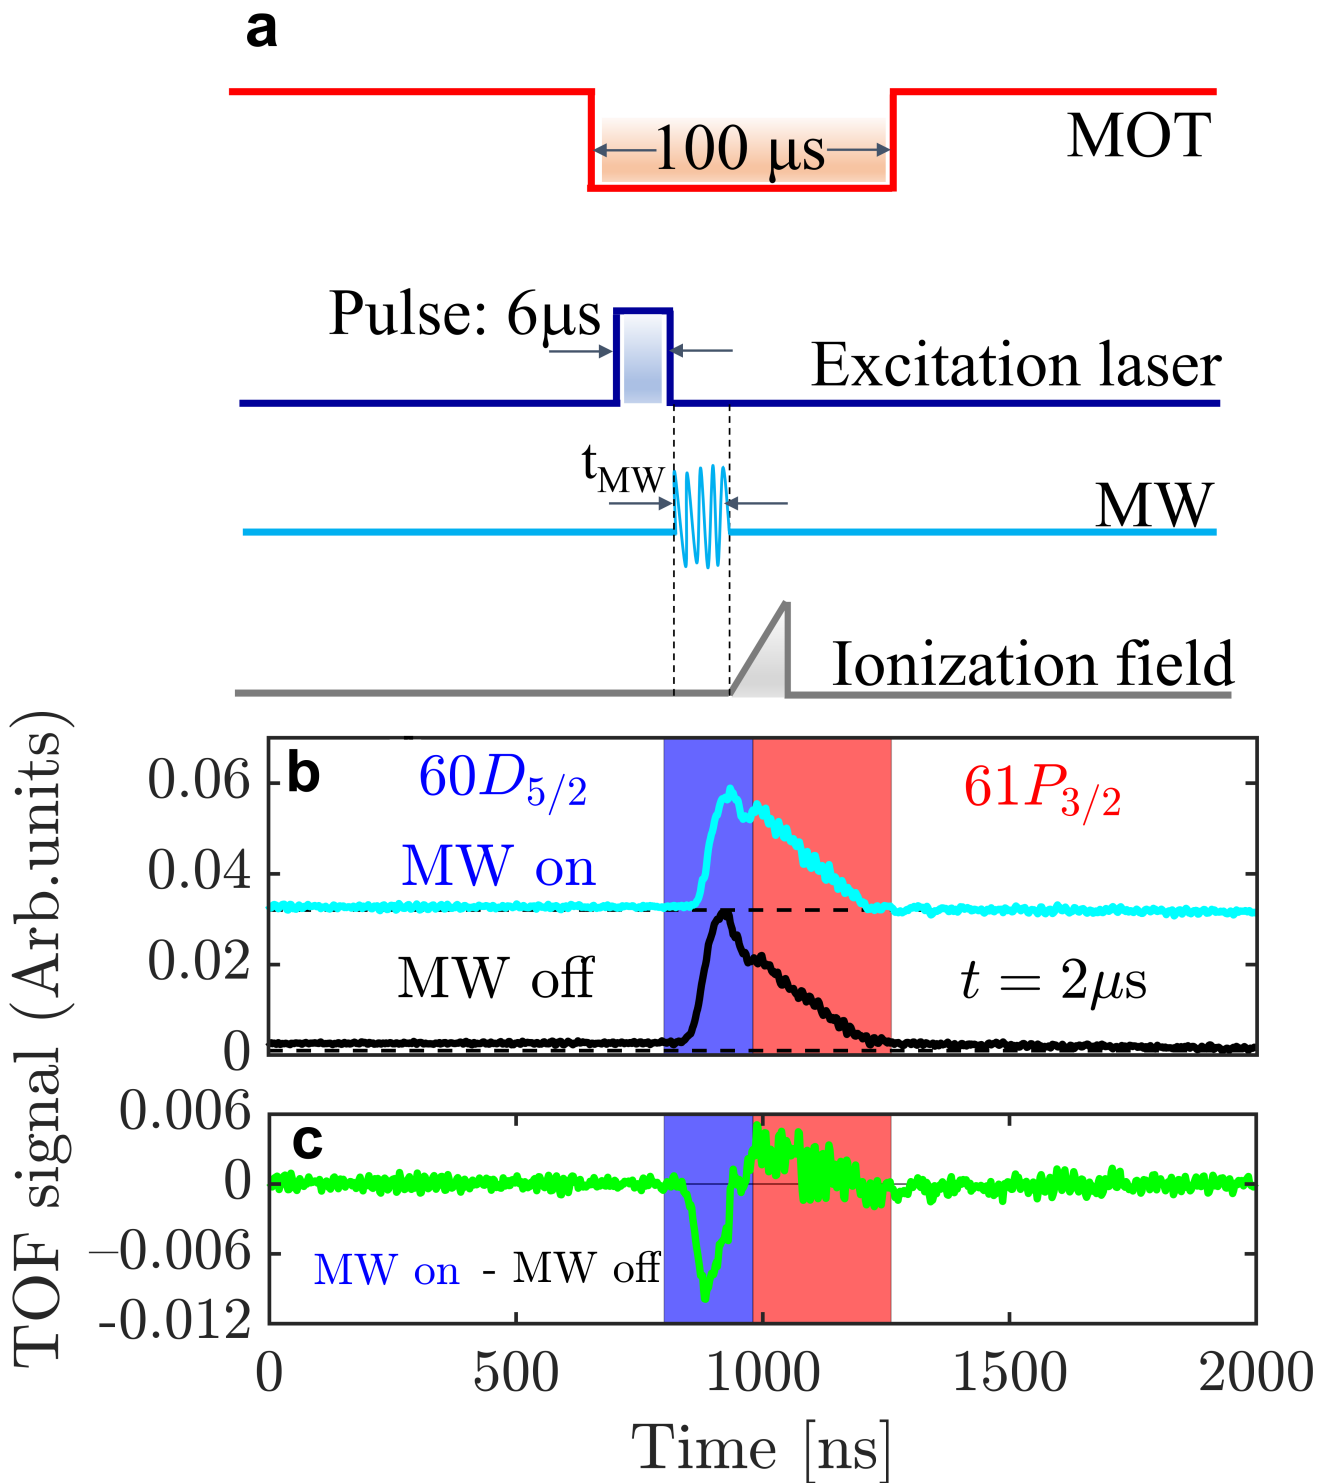 a
100 μs
MOT
Pulse: 6μs
Excitation laser
t_MW
MW
Ionization field
TOF signal (Arb.units)
b
60D_5/2
61P_3/2
MW on
MW off
t = 2μs
0.06
0.04
0.02
0
c
MW on - MW off
0.006
0
−0.006
-0.012
0 500 1000 1500 2000
Time [ns]